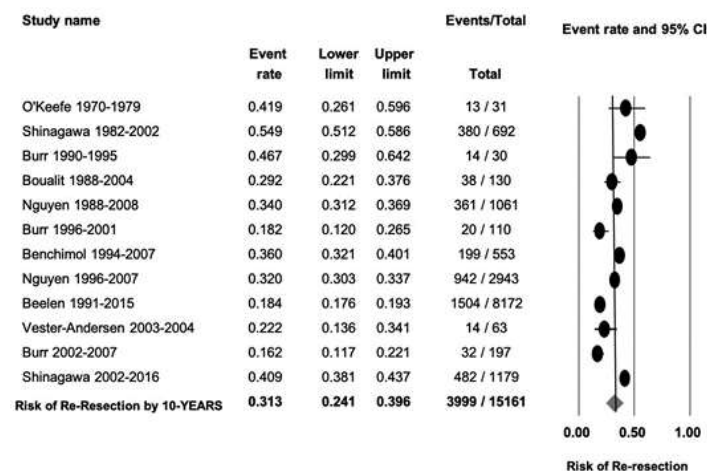 Study name Events/Total Event rate and 95% CI
Event Lower Upper
rate limit limit Total
O'Keefe 1970-1979 0.419 0.261 0.596 13 / 31
Shinagawa 1982-2002 0.549 0.512 0.586 380 / 692
Burr 1990-1995 0.467 0.299 0.642 14 / 30
Boualit 1988-2004 0.292 0.221 0.376 38 / 130
Nguyen 1988-2008 0.340 0.312 0.369 361 / 1061
Burr 1996-2001 0.182 0.120 0.265 20 / 110
Benchimol 1994-2007 0.360 0.321 0.401 199 / 553
Nguyen 1996-2007 0.320 0.303 0.337 942 / 2943
Beelen 1991-2015 0.184 0.176 0.193 1504 / 8172
Vester-Andersen 2003-2004 0.222 0.136 0.341 14 / 63
Burr 2002-2007 0.162 0.117 0.221 32 / 197
Shinagawa 2002-2016 0.409 0.381 0.437 482 / 1179
Risk of Re-Resection by 10-YEARS 0.313 0.241 0.396 3999 / 15161
0.00 0.50 1.00
Risk of Re-resection